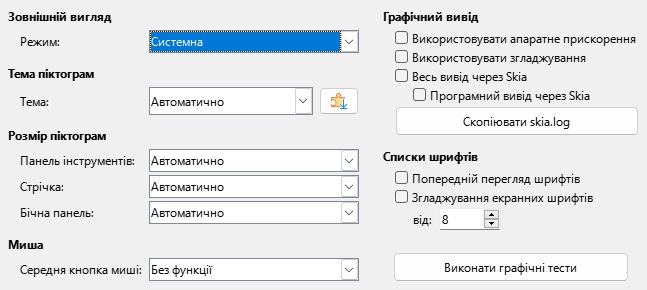 Зовнішній вигляд
Режим: Системна
Тема піктограм
Тема: Автоматично
Розмір піктограм
Панель інструментів: Автоматично
Стрічка: Автоматично
Бічна панель: Автоматично
Миша
Середня кнопка миші: Без функції
Графічний вивід
Використовувати апаратне прискорення
Використовувати згладжування
Весь вивід через Skia
Програмний вивід через Skia
Скопіювати skia.log
Списки шрифтів
Попередній перегляд шрифтів
Згладжування екранних шрифтів
від: 8
Виконати графічні тести